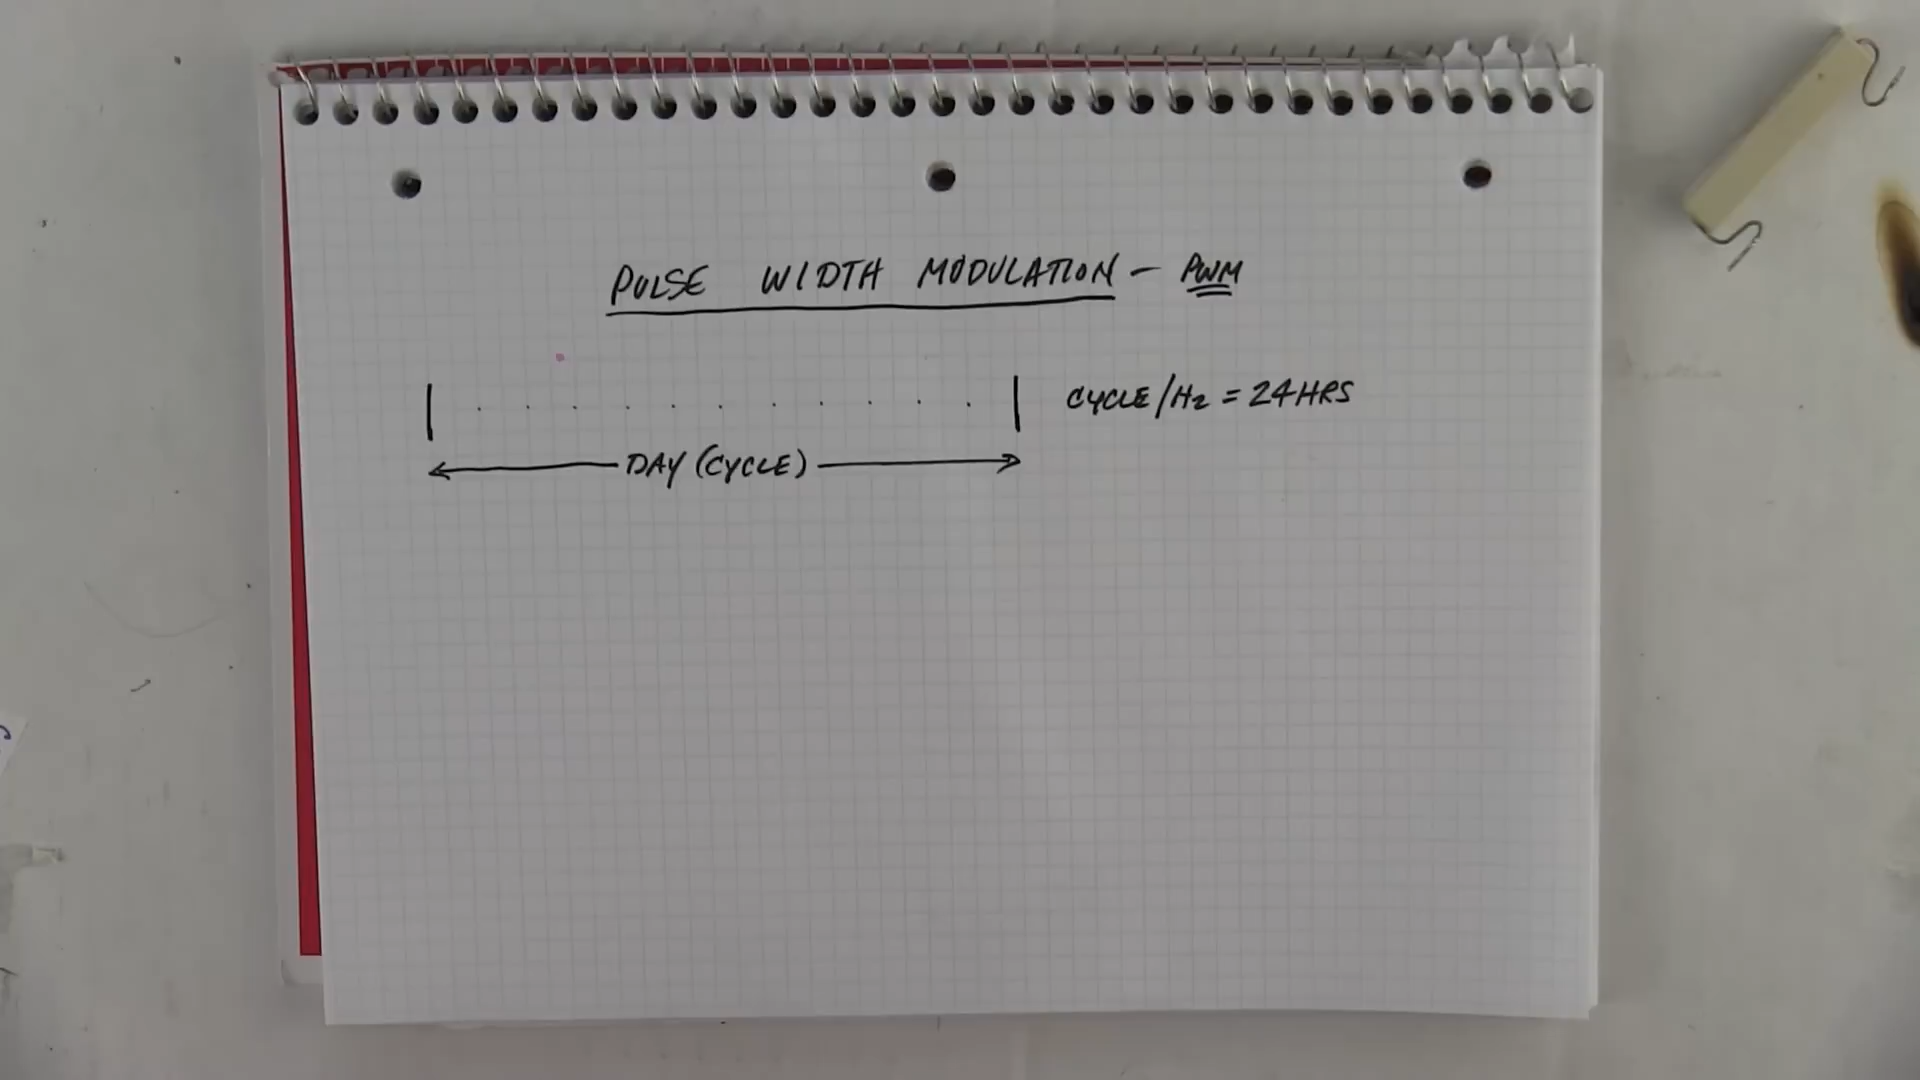 PULSE WIDTH MODULATION – PWM
CYCLE/HZ = 24HRS
DAY (CYCLE)